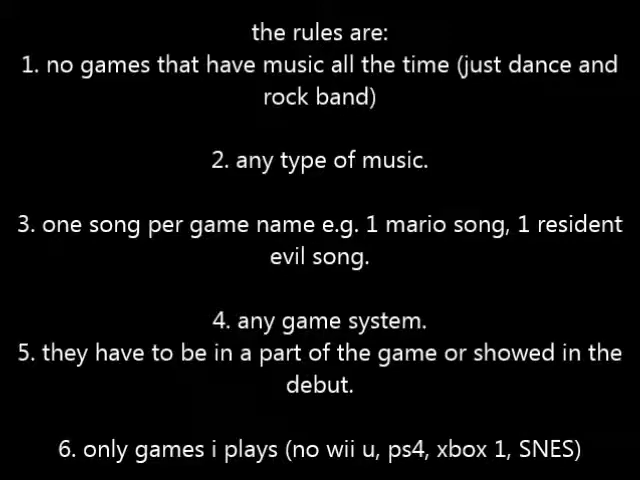 the rules are:
1. no games that have music all the time (just dance and
rock band)
2. any type of music.
3. one song per game name e.g. 1 mario song, 1 resident
evil song.
4. any game system.
5. they have to be in a part of the game or showed in the
debut.
6. only games i plays (no wii u, ps4, xbox 1, SNES)